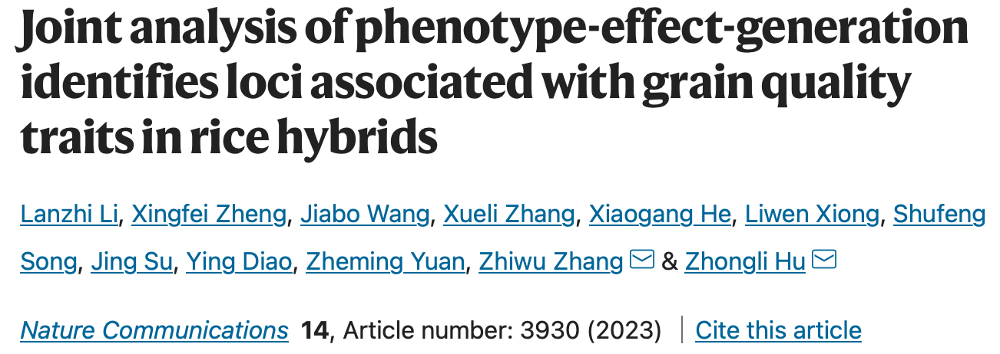 Joint analysis of phenotype-effect-generation
identifies loci associated with grain quality
traits in rice hybrids
Lanzhi Li, Xingfei Zheng, Jiabo Wang, Xueli Zhang, Xiaogang He, Liwen Xiong, Shufeng
Song, Jing Su, Ying Diao, Zheming Yuan, Zhiwu Zhang & Zhongli Hu
Nature Communications 14, Article number: 3930 (2023) | Cite this article